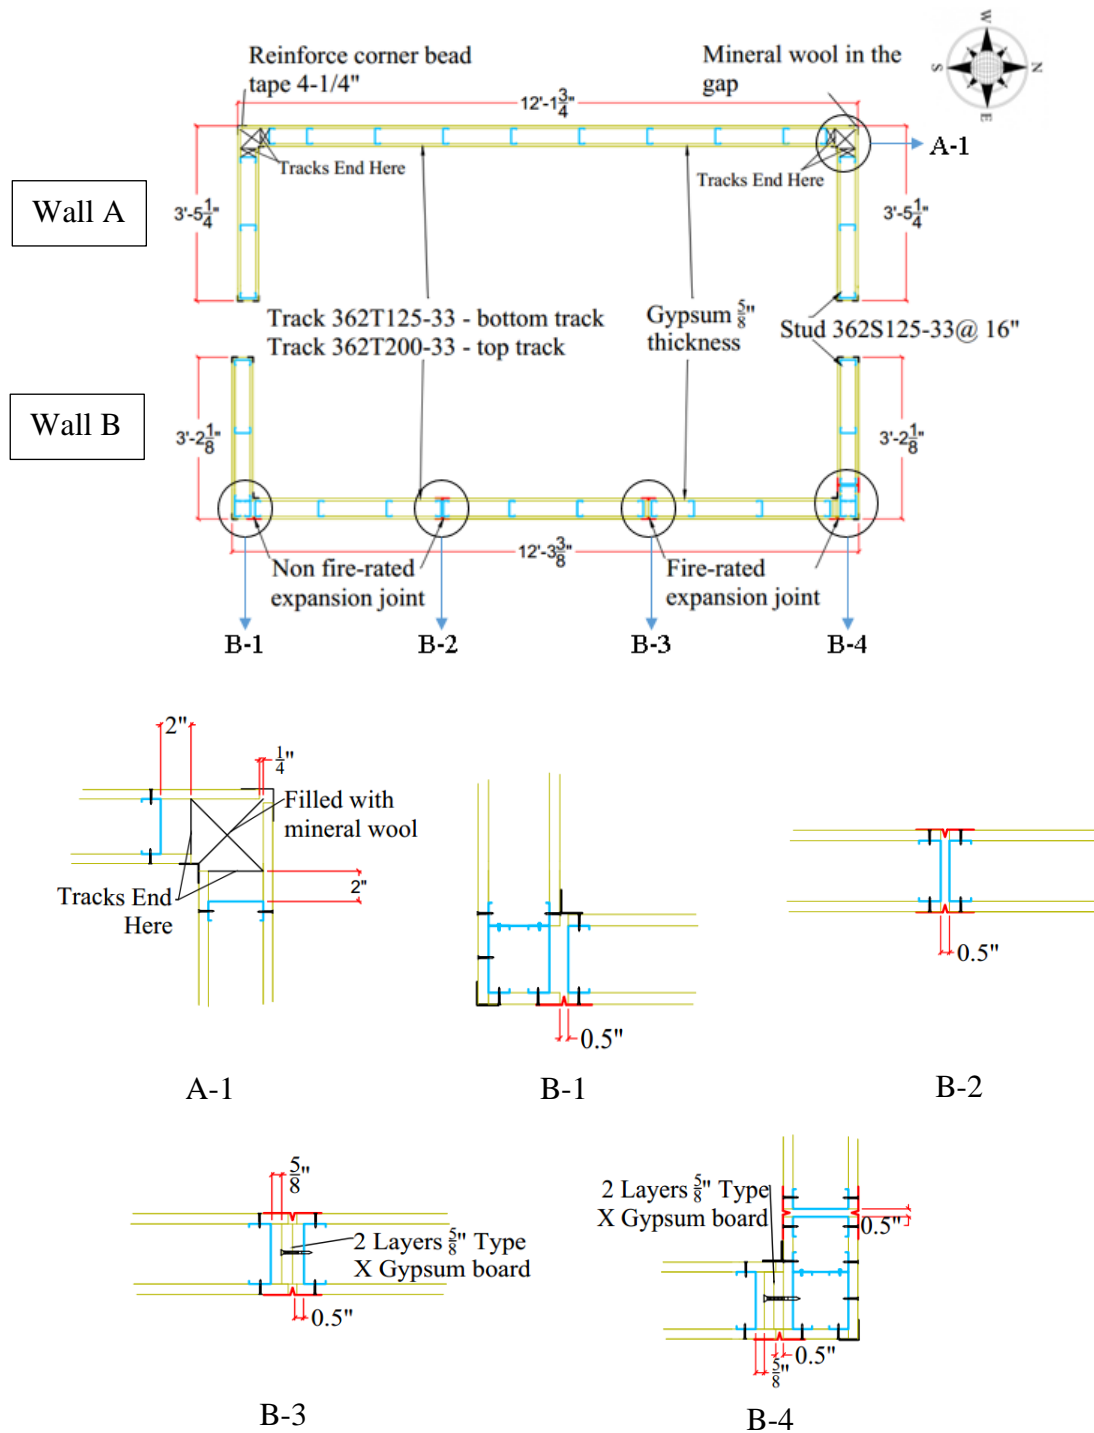 W
S
N
E
Reinforce corner bead
tape 4-1/4"
Mineral wool in the
gap
12'-1 3/4"
A-1
Tracks End Here
Tracks End Here
Wall A
3'-5 1/4"
3'-5 1/4"
Track 362T125-33 - bottom track
Track 362T200-33 - top track
Gypsum 5/8"
thickness
Stud 362S125-33@ 16"
Wall B
3'-2 1/8"
3'-2 1/8"
12'-3 3/8"
Non fire-rated
expansion joint
Fire-rated
expansion joint
B-1
B-2
B-3
B-4
2"
1/4"
Filled with
mineral wool
Tracks End
Here
2"
A-1
0.5"
B-1
0.5"
B-2
5/8"
2 Layers 5/8" Type
X Gypsum board
0.5"
B-3
2 Layers 5/8" Type
X Gypsum board
0.5"
0.5"
5/8"
B-4